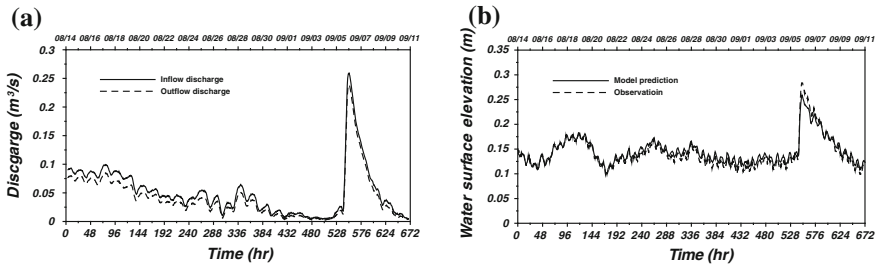 (a)
08/14 08/16 08/18 08/20 08/22 08/24 08/26 08/28 08/30 09/01 09/03 09/05 09/07 09/09 09/11
0.3
0.25
0.2
0.15
0.1
0.05
0
Discgarge (m³/s)
Inflow discharge
Outflow discharge
0 48 96 144 192 240 288 336 384 432 480 528 576 624 672
Time (hr)
(b)
08/14 08/16 08/18 08/20 08/22 08/24 08/26 08/28 08/30 09/01 09/03 09/05 09/07 09/09 09/11
0.35
0.3
0.25
0.2
0.15
0.1
0.05
0
Water surface elevation (m)
Model prediction
Observatioin
0 48 96 144 192 240 288 336 384 432 480 528 576 624 672
Time (hr)